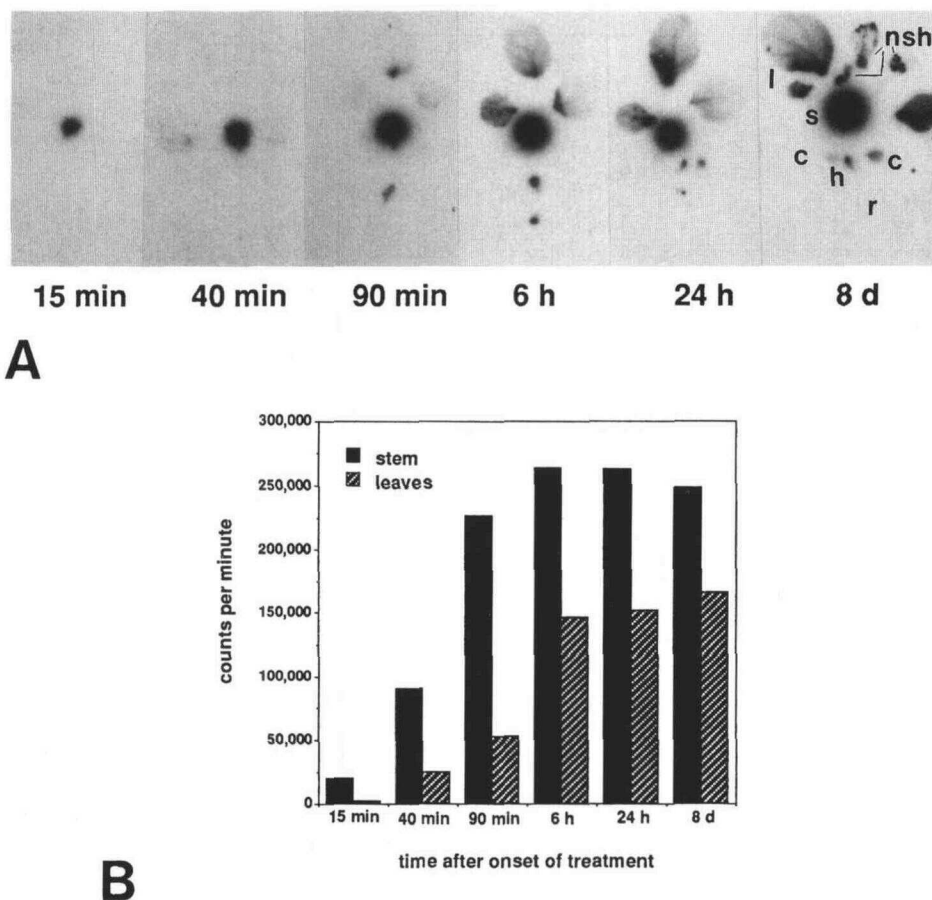 nsh
l
s
c
c
h
r
15 min 40 min 90 min 6 h 24 h 8 d
A
300,000
stem
leaves
250,000
200,000
150,000
100,000
50,000
0
counts per minute
15 min 40 min 90 min 6 h 24 h 8 d
time after onset of treatment
B